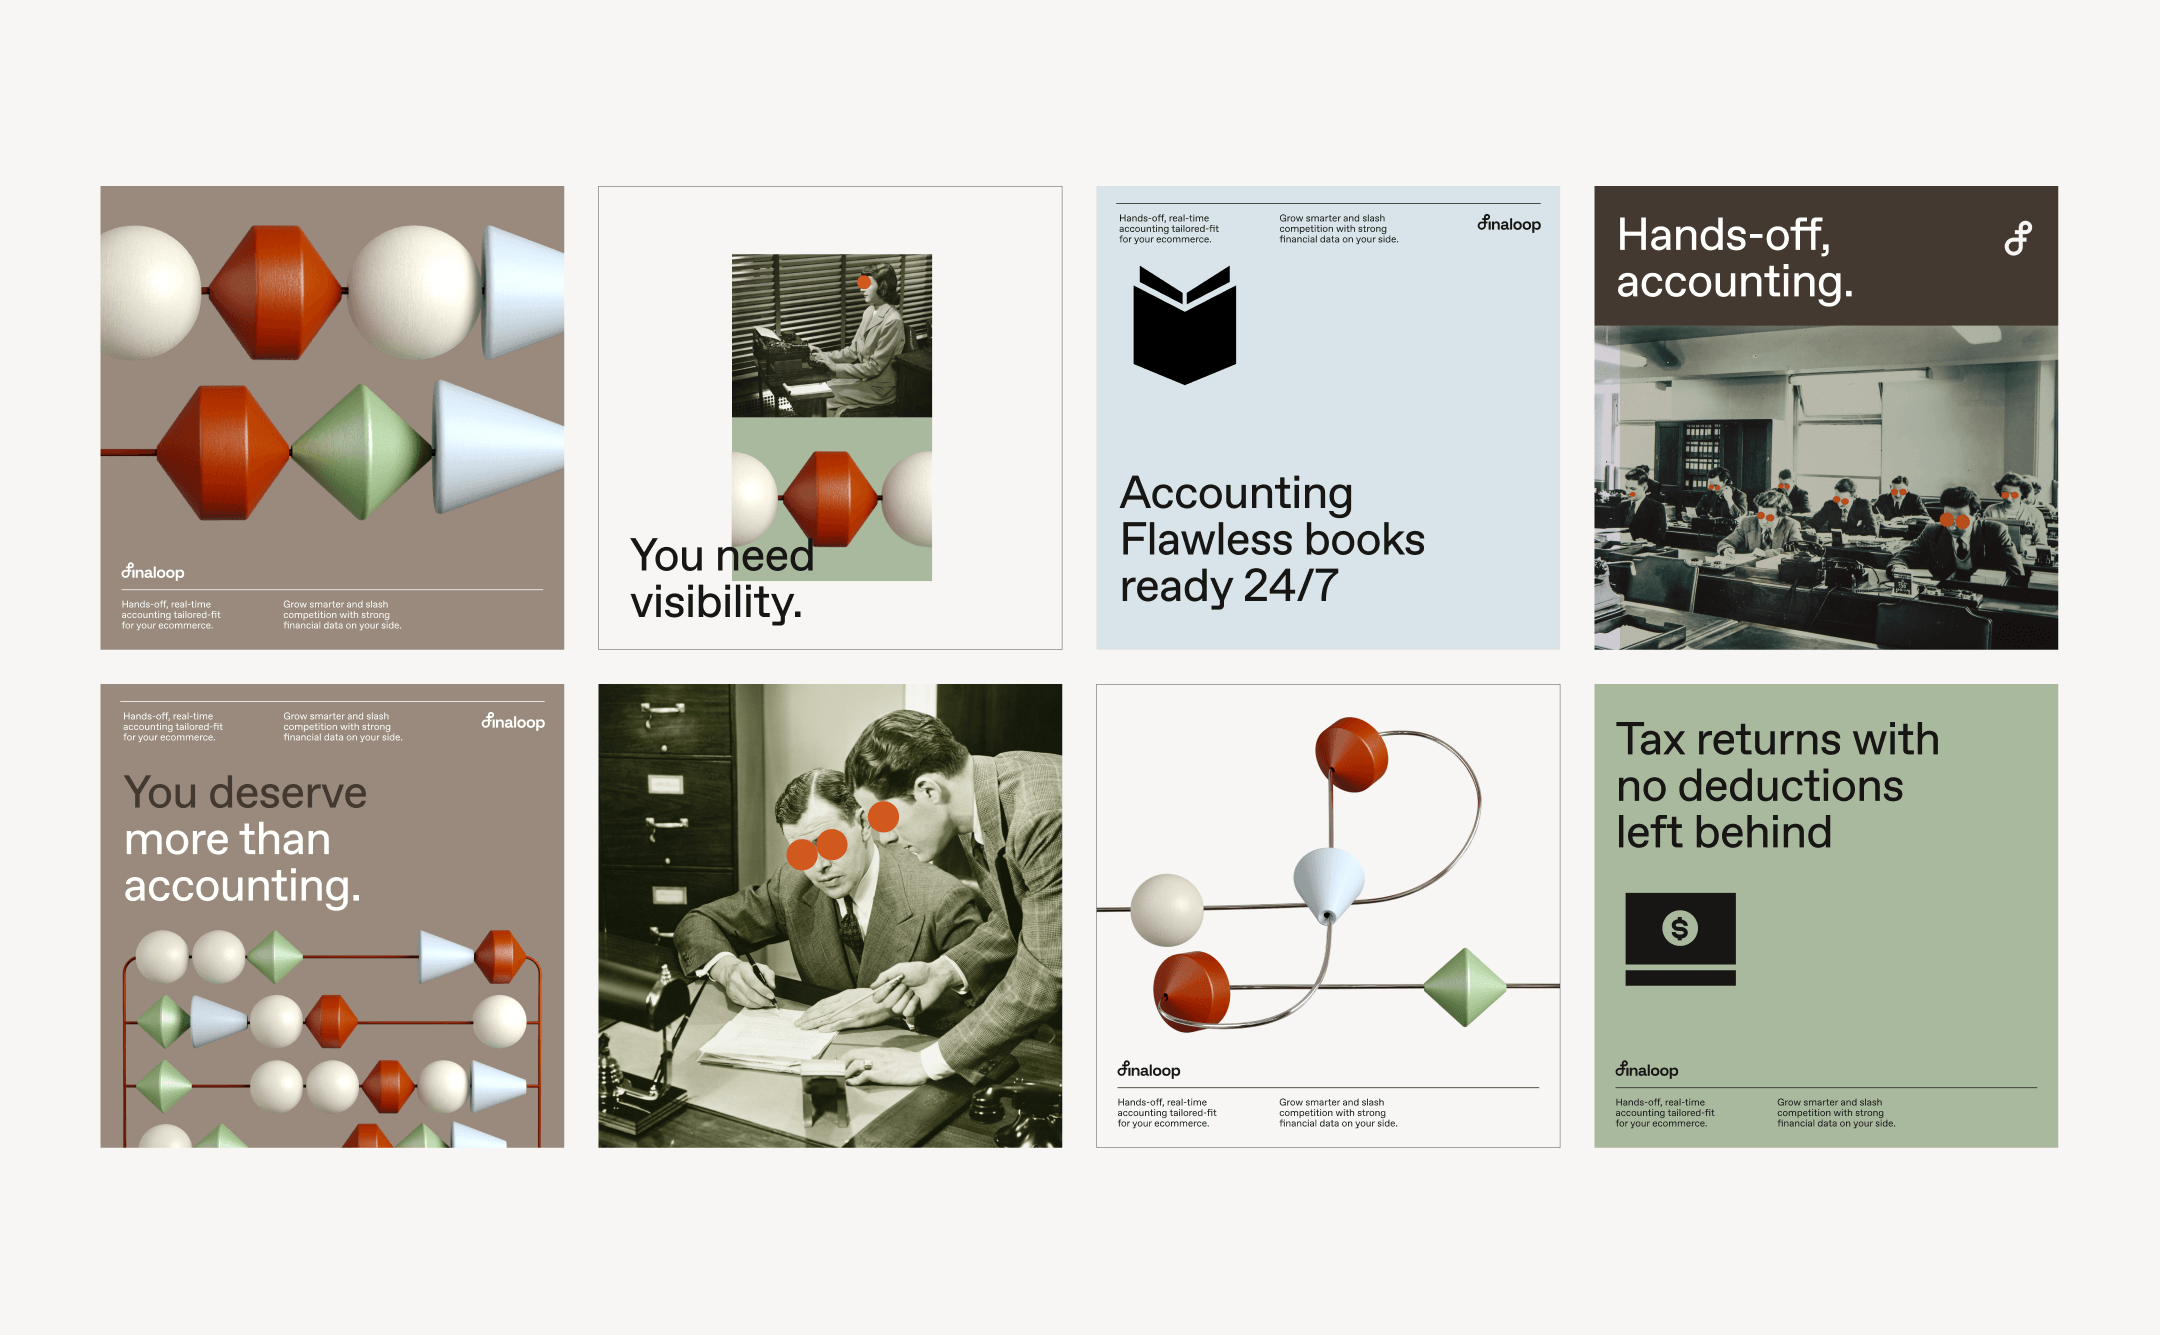 finaloop
Hands-off, real-time
accounting tailored-fit
for your ecommerce.
Grow smarter and slash
competition with strong
financial data on your side.
You need
visibility.
Hands-off, real-time
accounting tailored-fit
for your ecommerce.
Grow smarter and slash
competition with strong
financial data on your side.
finaloop
Accounting
Flawless books
ready 24/7
Hands-off,
accounting.
Hands-off, real-time
accounting tailored-fit
for your ecommerce.
Grow smarter and slash
competition with strong
financial data on your side.
finaloop
You deserve
more than
accounting.
finaloop
Hands-off, real-time
accounting tailored-fit
for your ecommerce.
Grow smarter and slash
competition with strong
financial data on your side.
Tax returns with
no deductions
left behind
$
finaloop
Hands-off, real-time
accounting tailored-fit
for your ecommerce.
Grow smarter and slash
competition with strong
financial data on your side.